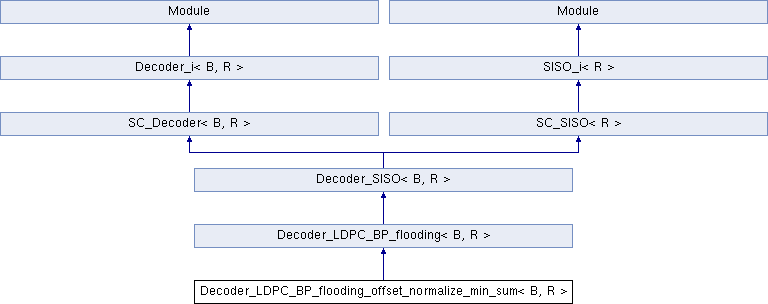 Module
Module
Decoder_i< B, R >
SISO_i< R >
SC_Decoder< B, R >
SC_SISO< R >
Decoder_SISO< B, R >
Decoder_LDPC_BP_flooding< B, R >
Decoder_LDPC_BP_flooding_offset_normalize_min_sum< B, R >